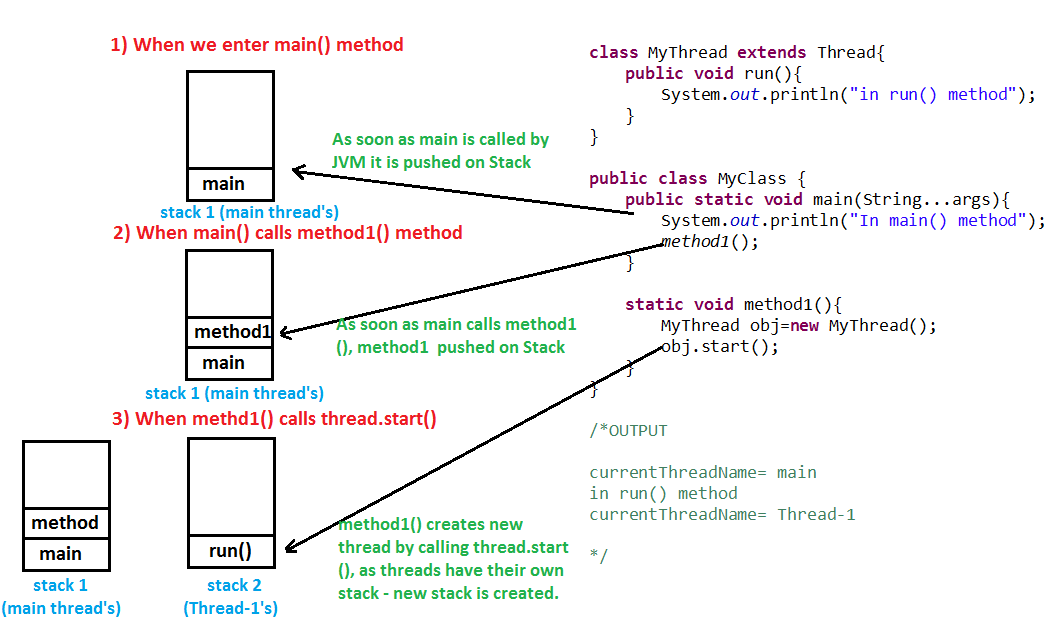 1) When we enter main() method
main
stack 1 (main thread's)
As soon as main is called by
JVM it is pushed on Stack
2) When main() calls method1() method
method1
main
stack 1 (main thread's)
As soon as main calls method1
(), method1 pushed on Stack
3) When methd1() calls thread.start()
method
main
stack 1
(main thread's)
run()
stack 2
(Thread-1's)
method1() creates new
thread by calling thread.start
(), as threads have their own
stack - new stack is created.
class MyThread extends Thread{
public void run(){
System.out.println("in run() method");
}
}
public class MyClass {
public static void main(String...args){
System.out.println("In main() method");
method1();
}
static void method1(){
MyThread obj=new MyThread();
obj.start();
}
}
/*OUTPUT
currentThreadName= main
in run() method
currentThreadName= Thread-1
*/